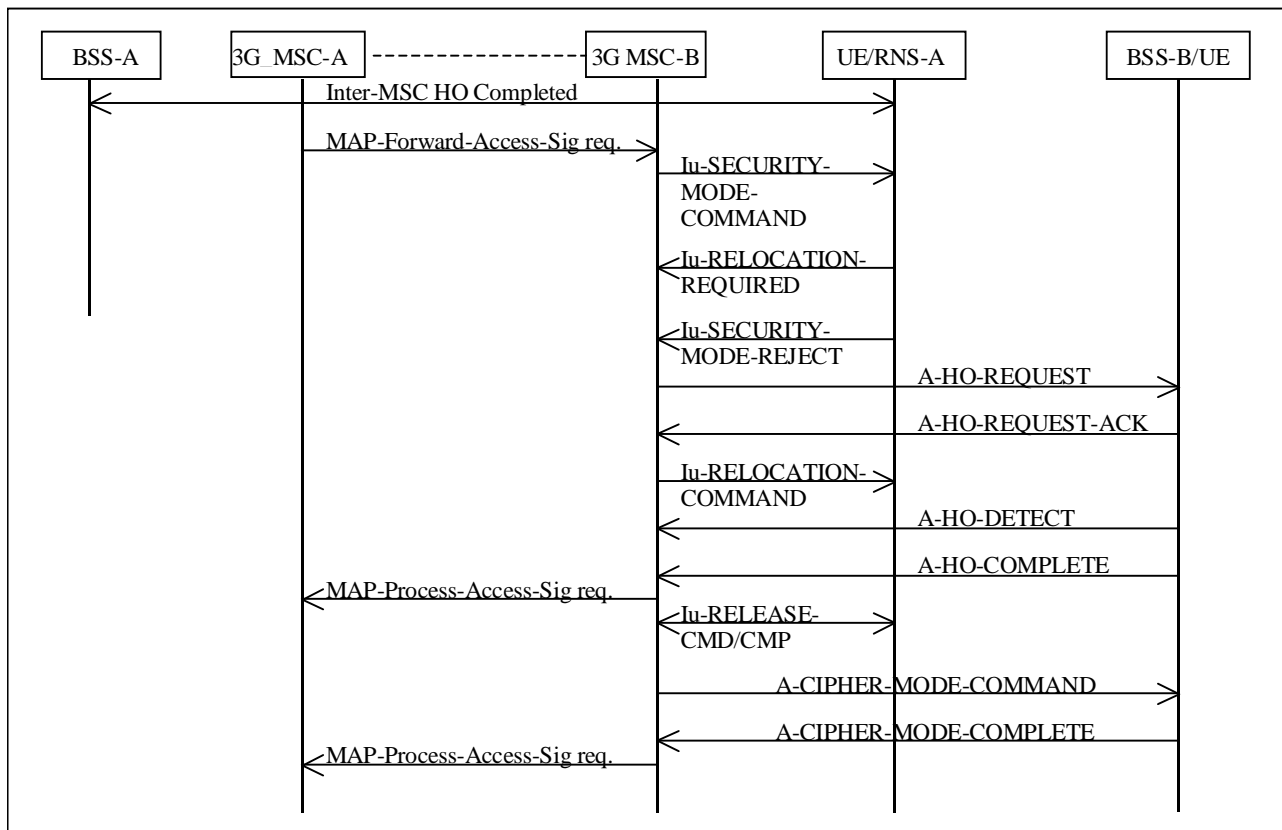 BSS-A
3G_MSC-A
3G MSC-B
UE/RNS-A
BSS-B/UE
Inter-MSC HO Completed
MAP-Forward-Access-Sig req.
Iu-SECURITY-
MODE-
COMMAND
Iu-RELOCATION-
REQUIRED
Iu-SECURITY-
MODE-REJECT
A-HO-REQUEST
A-HO-REQUEST-ACK
Iu-RELOCATION-
COMMAND
A-HO-DETECT
A-HO-COMPLETE
MAP-Process-Access-Sig req.
Iu-RELEASE-
CMD/CMP
A-CIPHER-MODE-COMMAND
A-CIPHER-MODE-COMPLETE
MAP-Process-Access-Sig req.